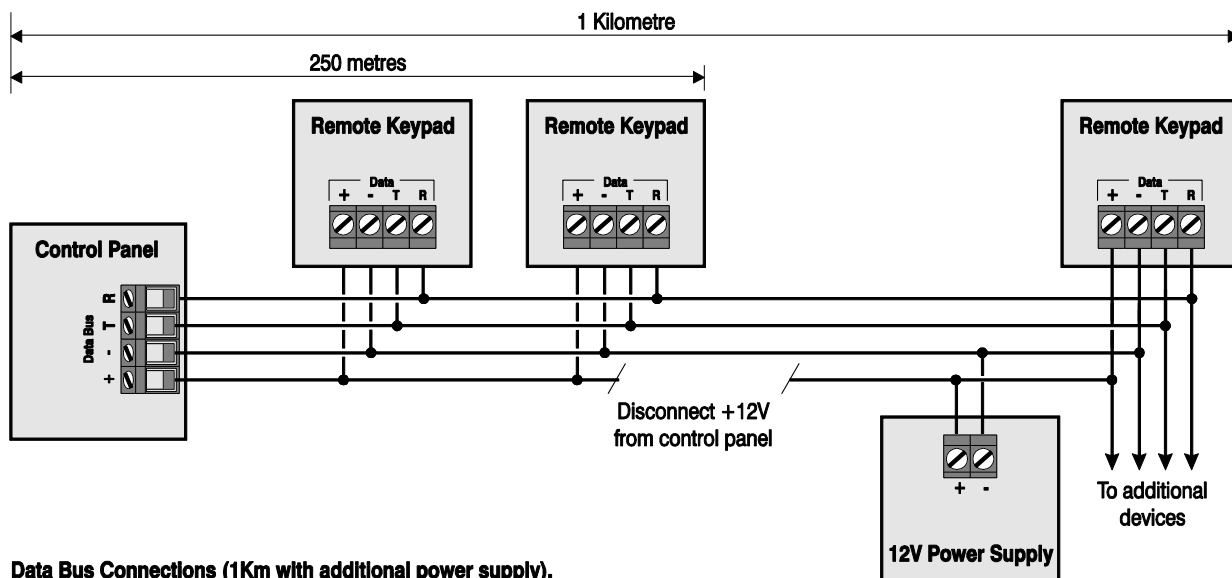 1 Kilometre
250 metres
Remote Keypad
Data
+ - T R
Remote Keypad
Data
+ - T R
Remote Keypad
Data
+ - T R
Control Panel
Data Bus
R
T
-
+
Disconnect +12V
from control panel
+ -
12V Power Supply
To additional
devices
Data Bus Connections (1Km with additional power supply).